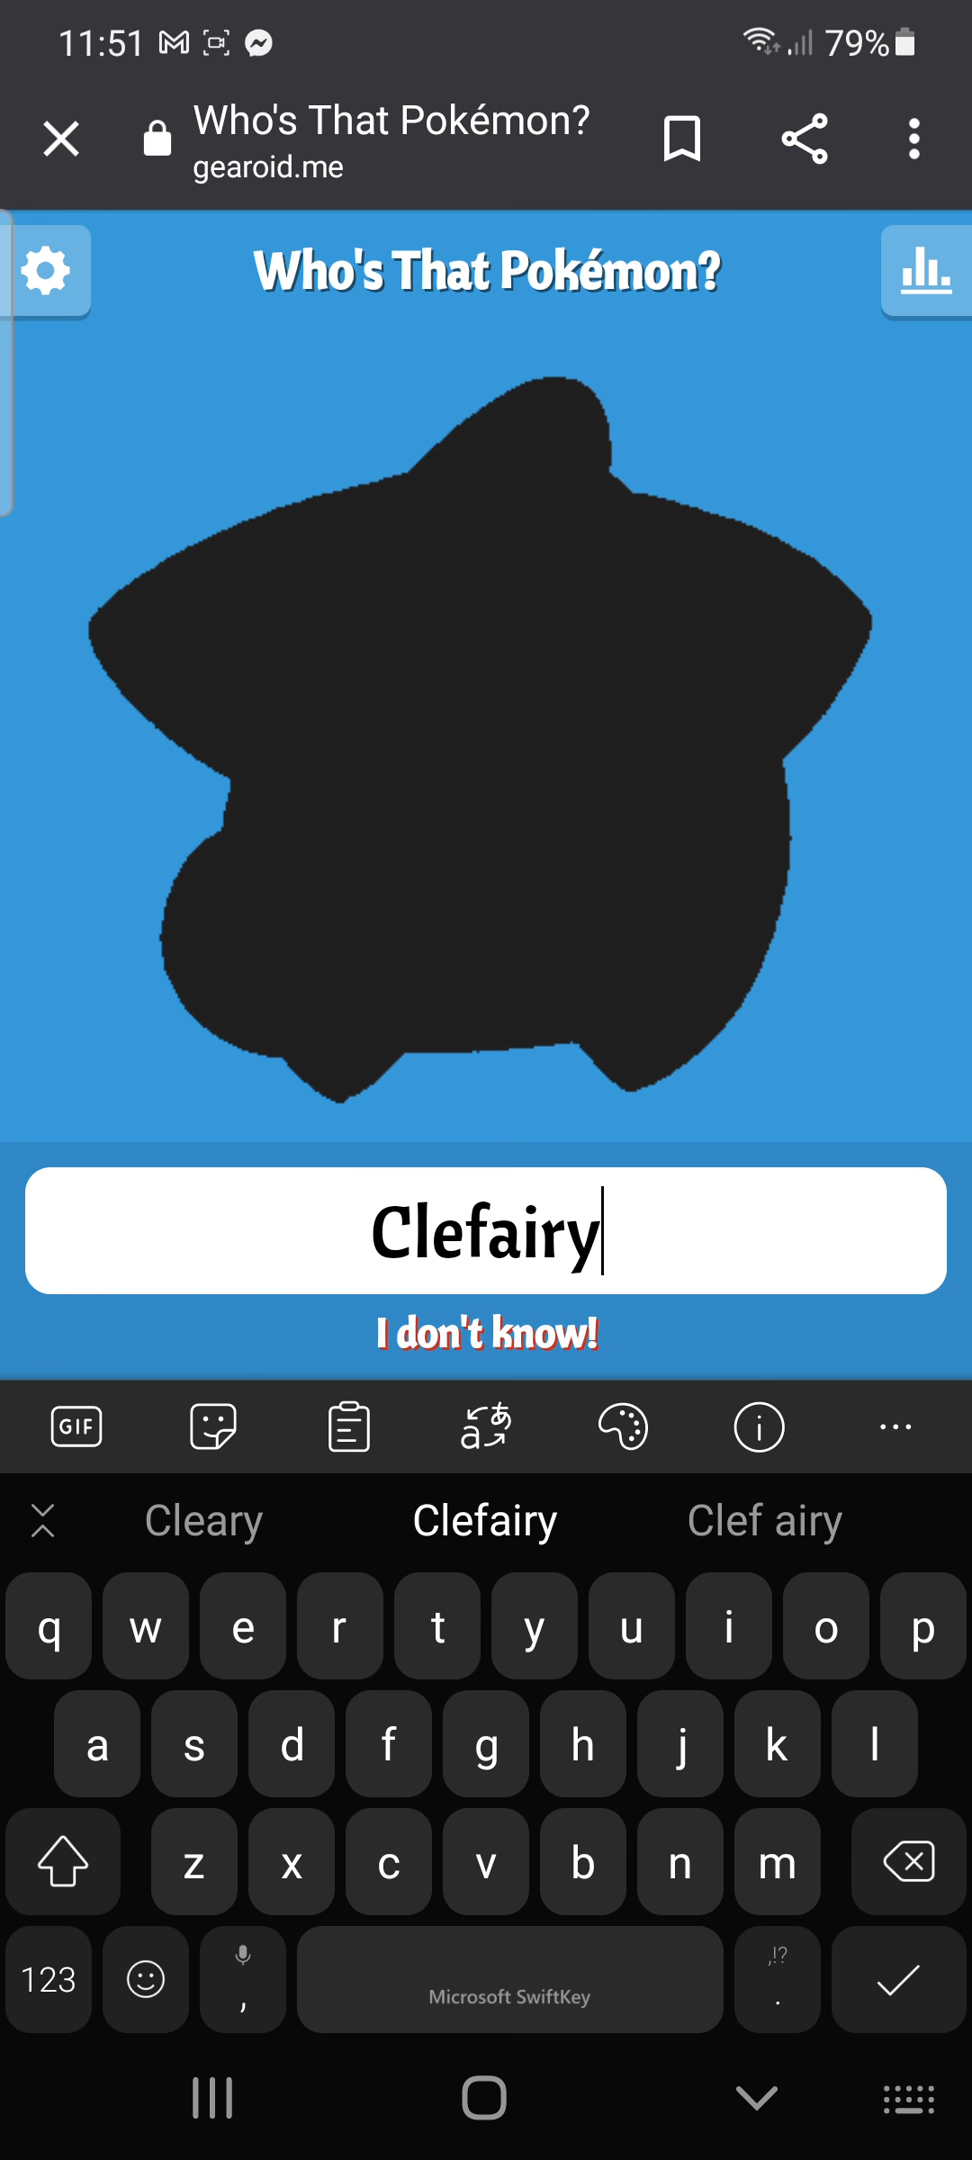 11:51 79%
Who's That Pokémon?
gearoid.me
Who's That Pokémon?
Clefairy
I don't know!
GIF
Cleary Clefairy Clef airy
q w e r t y u i o p
a s d f g h j k l
z x c v b n m
123 , Microsoft SwiftKey ,!? .